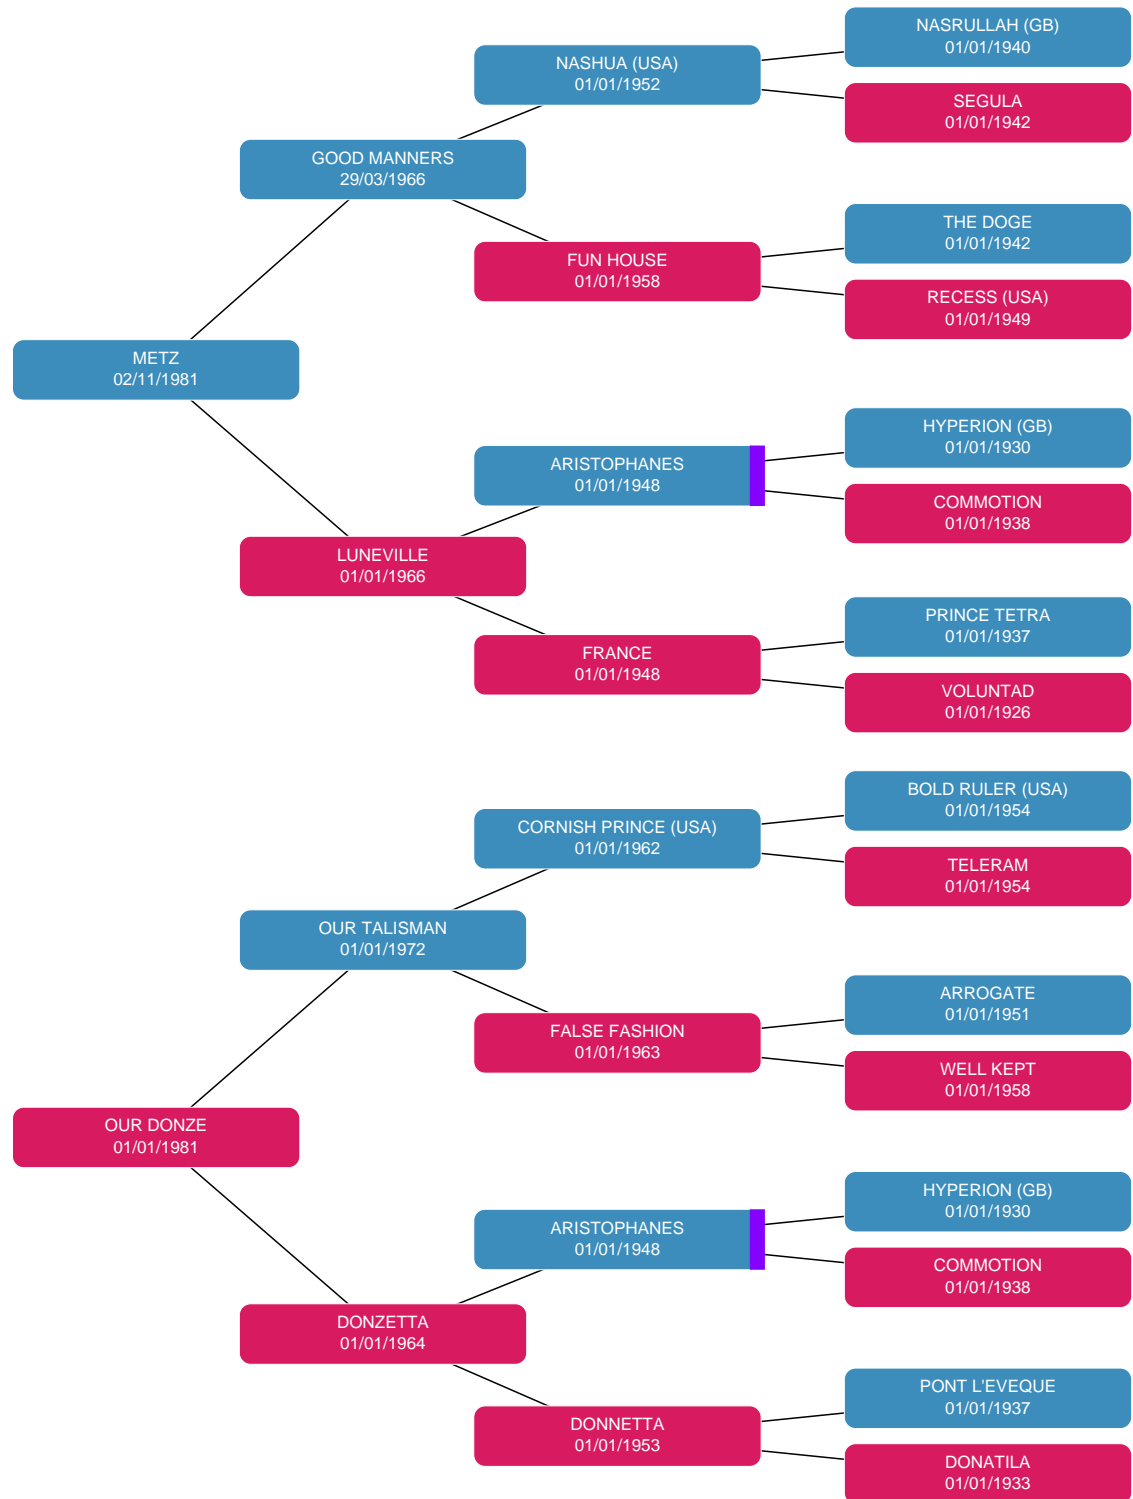 NASRULLAH (GB)
01/01/1940
NASHUA (USA)
01/01/1952
SEGULA
01/01/1942
GOOD MANNERS
29/03/1966
THE DOGE
01/01/1942
FUN HOUSE
01/01/1958
RECESS (USA)
01/01/1949
METZ
02/11/1981
HYPERION (GB)
01/01/1930
ARISTOPHANES
01/01/1948
COMMOTION
01/01/1938
LUNEVILLE
01/01/1966
PRINCE TETRA
01/01/1937
FRANCE
01/01/1948
VOLUNTAD
01/01/1926
BOLD RULER (USA)
01/01/1954
CORNISH PRINCE (USA)
01/01/1962
TELERAM
01/01/1954
OUR TALISMAN
01/01/1972
ARROGATE
01/01/1951
FALSE FASHION
01/01/1963
WELL KEPT
01/01/1958
OUR DONZE
01/01/1981
HYPERION (GB)
01/01/1930
ARISTOPHANES
01/01/1948
COMMOTION
01/01/1938
DONZETTA
01/01/1964
PONT L'EVEQUE
01/01/1937
DONNETTA
01/01/1953
DONATILA
01/01/1933